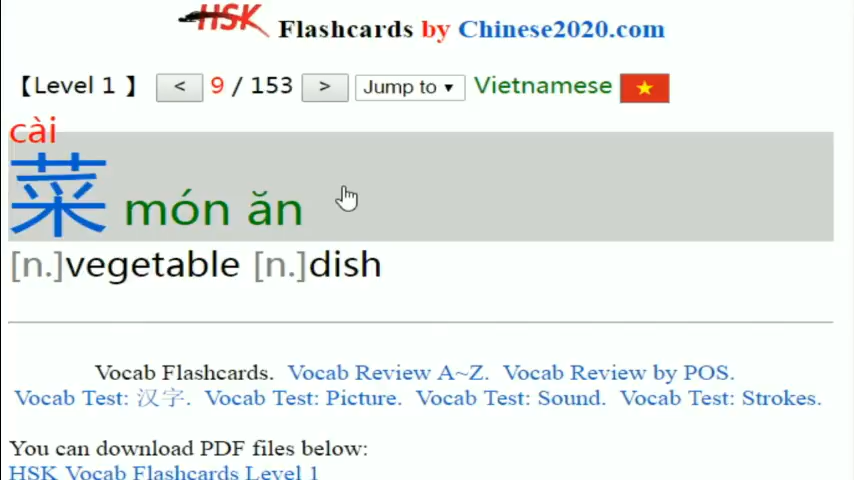 HSK Flashcards by Chinese2020.com
【Level 1 】 < 9 / 153 > Jump to ▼ Vietnamese
cài
菜 món ăn
[n.]vegetable [n.]dish
Vocab Flashcards. Vocab Review A~Z. Vocab Review by POS.
Vocab Test: 汉字. Vocab Test: Picture. Vocab Test: Sound. Vocab Test: Strokes.
You can download PDF files below:
HSK Vocab Flashcards Level 1